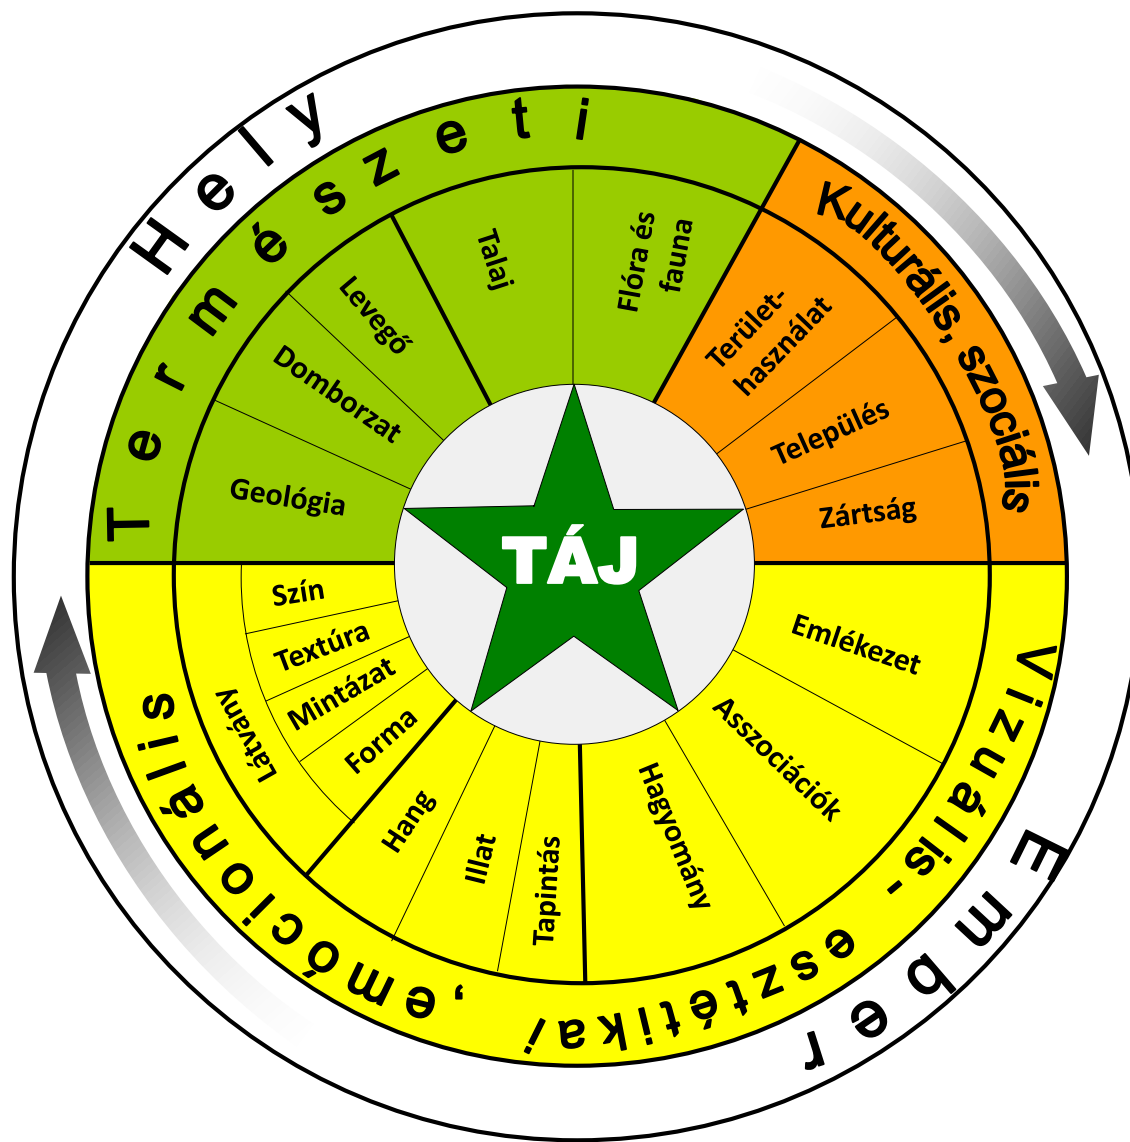 Hely
Természeti
Geológia
Domborzat
Levegő
Talaj
Flóra és
fauna
Kulturális, szociális
Terület-
használat
Település
Zártság
TÁJ
Ember
Vizuális- esztétikai, emócionális
Emlékezet
Asszociációk
Hagyomány
Tapintás
Illat
Hang
Látvány
Forma
Mintázat
Textúra
Szín